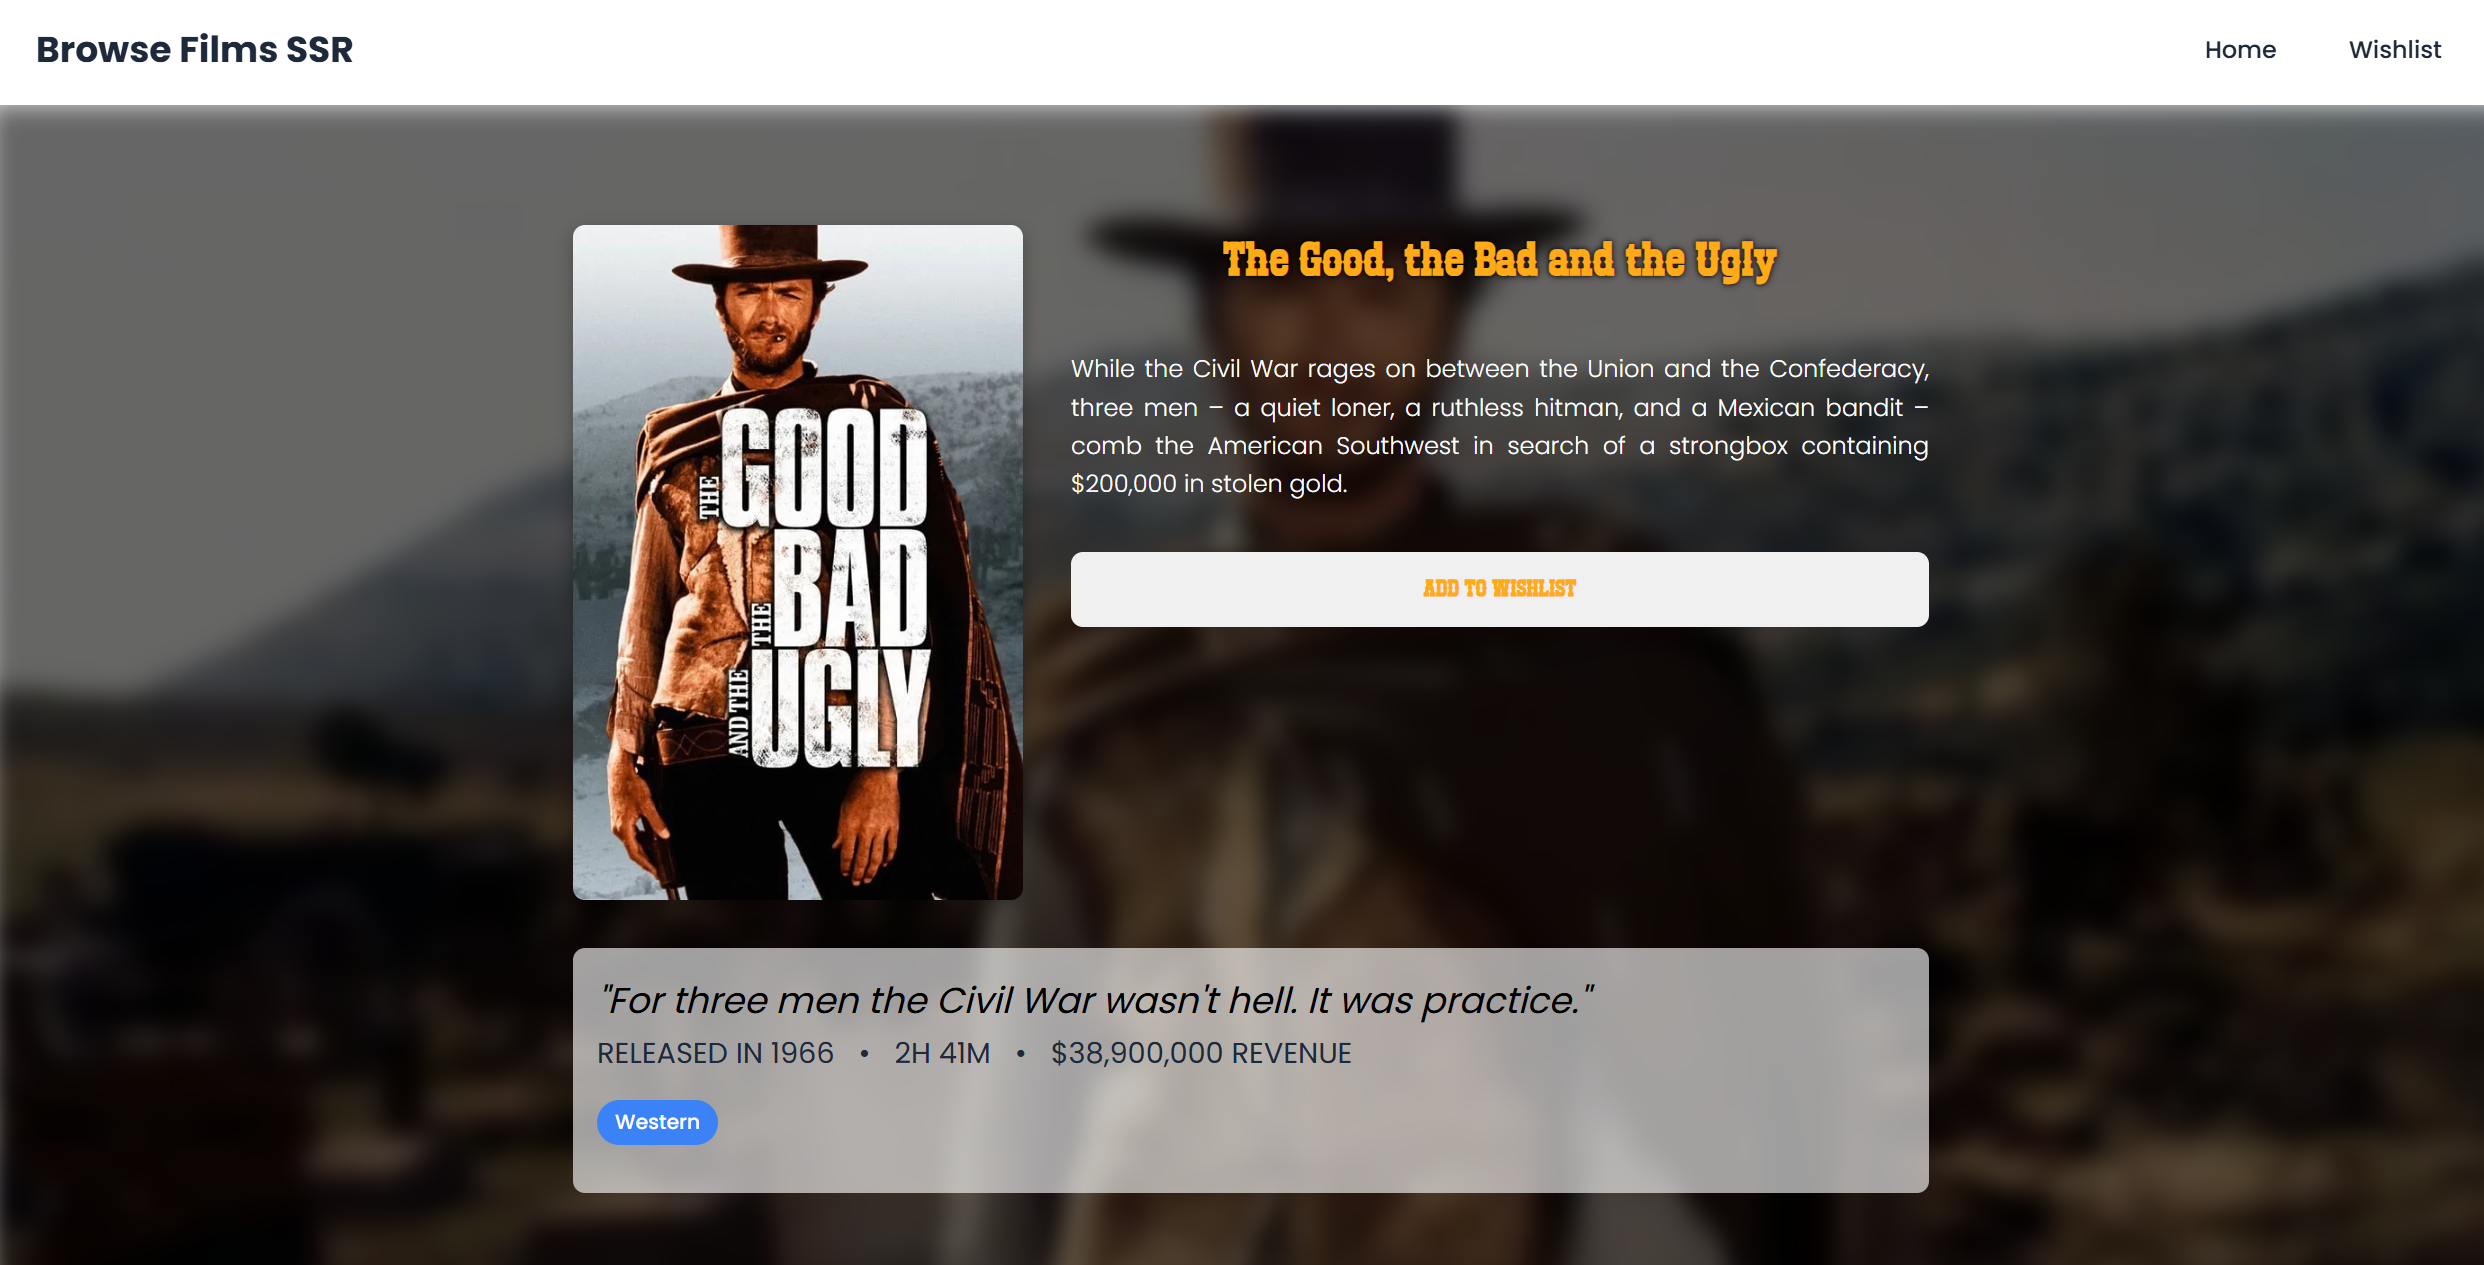 Browse Films SSR
Home
Wishlist
THE GOOD
THE BAD
AND THE UGLY
The Good, the Bad and the Ugly
While the Civil War rages on between the Union and the Confederacy,
three men – a quiet loner, a ruthless hitman, and a Mexican bandit –
comb the American Southwest in search of a strongbox containing
$200,000 in stolen gold.
ADD TO WISHLIST
"For three men the Civil War wasn't hell. It was practice."
RELEASED IN 1966 • 2H 41M • $38,900,000 REVENUE
Western